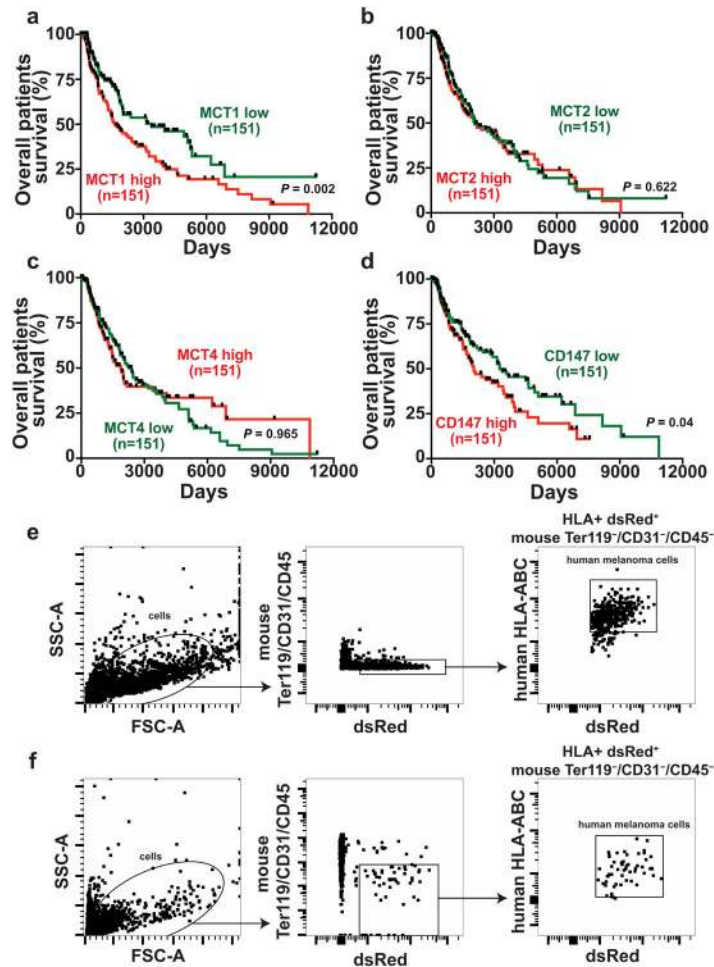 a
Overall patients
survival (%)
100
75
50
25
0
0 3000 6000 9000 12000
Days
MCT1 low
(n=151)
MCT1 high
(n=151)
P = 0.002
b
Overall patients
survival (%)
100
75
50
25
0
0 3000 6000 9000 12000
Days
MCT2 low
(n=151)
MCT2 high
(n=151)
P = 0.622
c
Overall patients
survival (%)
100
75
50
25
0
0 3000 6000 9000 12000
Days
MCT4 high
(n=151)
MCT4 low
(n=151)
P = 0.965
d
Overall patients
survival (%)
100
75
50
25
0
0 3000 6000 9000 12000
Days
CD147 low
(n=151)
CD147 high
(n=151)
P = 0.04
e
SSC-A
cells
FSC-A
mouse
Ter119/CD31/CD45
dsRed
HLA+ dsRed⁺
mouse Ter119⁻/CD31⁻/CD45⁻
human melanoma cells
human HLA-ABC
dsRed
f
SSC-A
cells
FSC-A
mouse
Ter119/CD31/CD45
dsRed
HLA+ dsRed⁺
mouse Ter119⁻/CD31⁻/CD45⁻
human melanoma cells
human HLA-ABC
dsRed